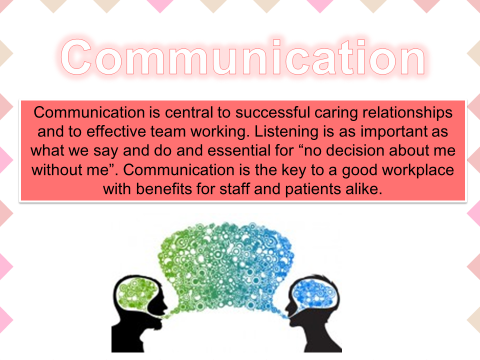 Communication
Communication is central to successful caring relationships
and to effective team working. Listening is as important as
what we say and do and essential for “no decision about me
without me”. Communication is the key to a good workplace
with benefits for staff and patients alike.